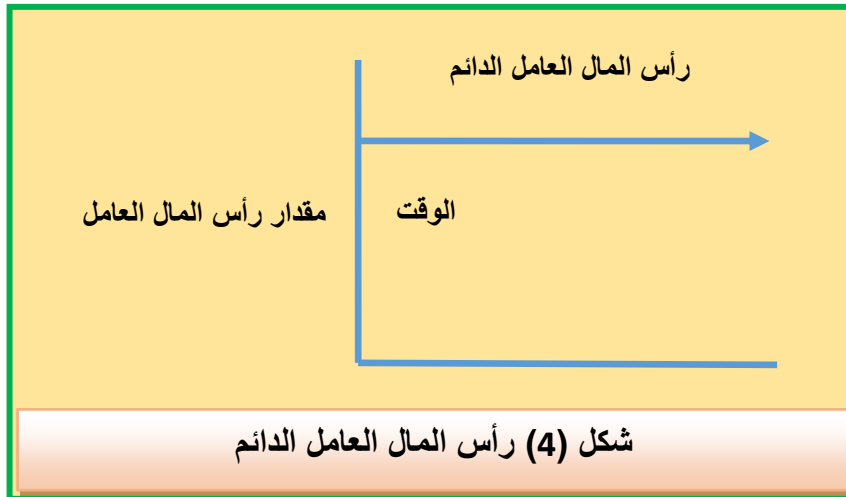 رأس المال العامل الدائم
مقدار رأس المال العامل
الوقت
شكل (4) رأس المال العامل الدائم